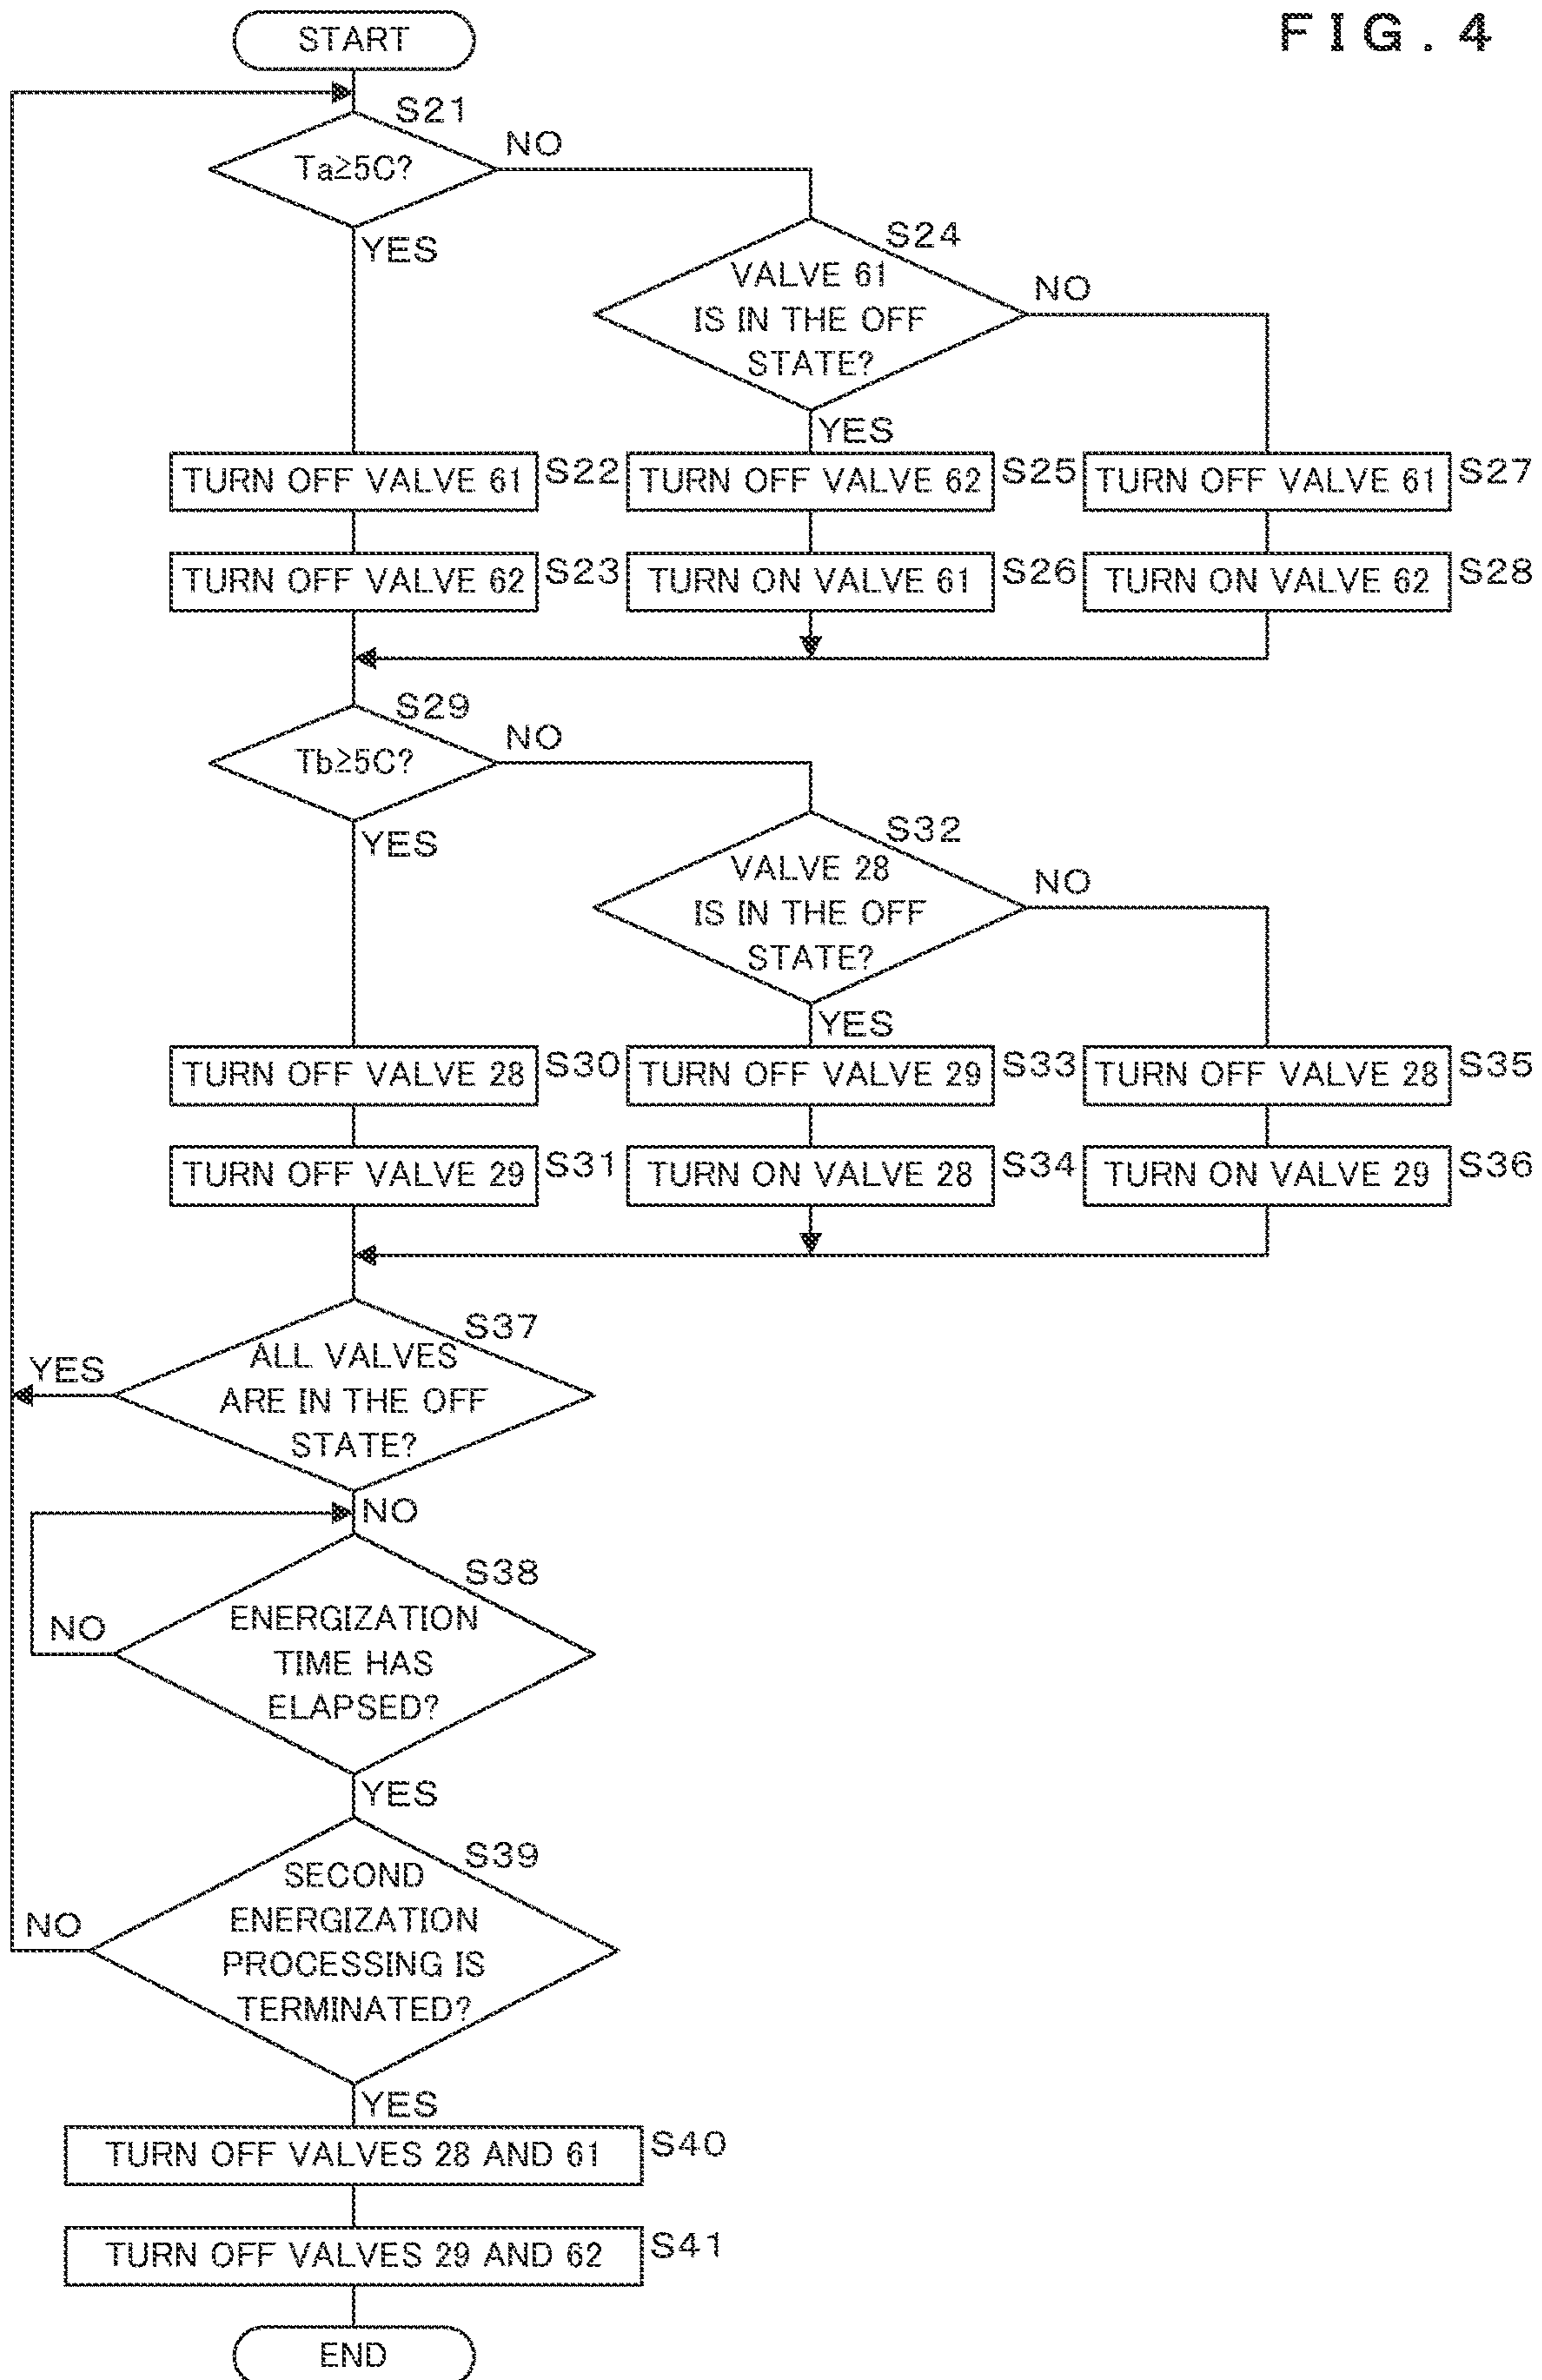 FIG. 4
START
S21
Ta≥5C?
NO
YES
S24
VALVE 61
IS IN THE OFF
STATE?
NO
YES
TURN OFF VALVE 61
S22
TURN OFF VALVE 62
S25
TURN OFF VALVE 61
S27
TURN OFF VALVE 62
S23
TURN ON VALVE 61
S26
TURN ON VALVE 62
S28
S29
Tb≥5C?
NO
YES
S32
VALVE 28
IS IN THE OFF
STATE?
NO
YES
TURN OFF VALVE 28
S30
TURN OFF VALVE 29
S33
TURN OFF VALVE 28
S35
TURN OFF VALVE 29
S31
TURN ON VALVE 28
S34
TURN ON VALVE 29
S36
S37
ALL VALVES
ARE IN THE OFF
STATE?
YES
NO
S38
ENERGIZATION
TIME HAS
ELAPSED?
NO
YES
S39
SECOND
ENERGIZATION
PROCESSING IS
TERMINATED?
NO
YES
TURN OFF VALVES 28 AND 61
S40
TURN OFF VALVES 29 AND 62
S41
END